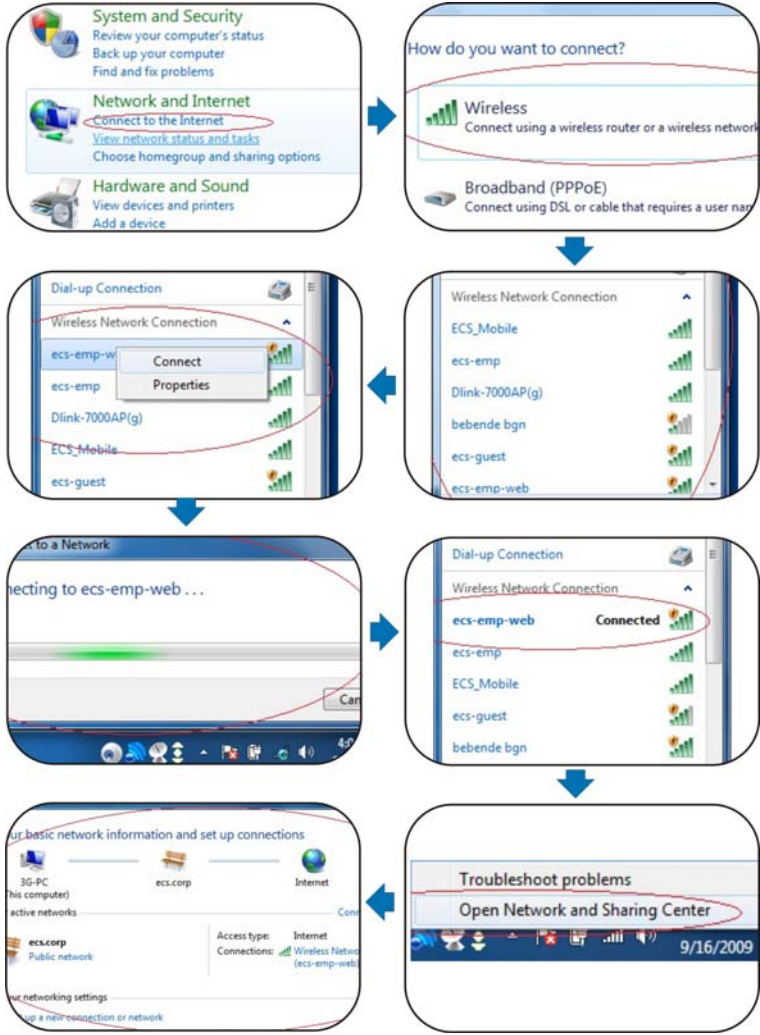 System and Security
Review your computer's status
Back up your computer
Find and fix problems
Network and Internet
Connect to the Internet
View network status and tasks
Choose homegroup and sharing options
Hardware and Sound
View devices and printers
Add a device
How do you want to connect?
Wireless
Connect using a wireless router or a wireless network
Broadband (PPPoE)
Connect using DSL or cable that requires a user nam
Wireless Network Connection
ECS_Mobile
ecs-emp
Dlink-7000AP(g)
bebende bgn
ecs-guest
ecs-emp-web
Dial-up Connection
Wireless Network Connection
ecs-emp-w
Connect
ecs-emp
Properties
Dlink-7000AP(g)
ECS_Mobile
ecs-guest
ct to a Network
necting to ecs-emp-web . . .
Can
4:0
Dial-up Connection
Wireless Network Connection
ecs-emp-web Connected
ecs-emp
ECS_Mobile
ecs-guest
bebende bgn
Troubleshoot problems
Open Network and Sharing Center
9/16/2009
ur basic network information and set up connections
3G-PC ecs.corp Internet
his computer)
active networks Conn
ecs.corp Access type: Internet
Public network Connections: Wireless Netwo
(ecs-emp-web)
ur networking settings
up a new connection or network